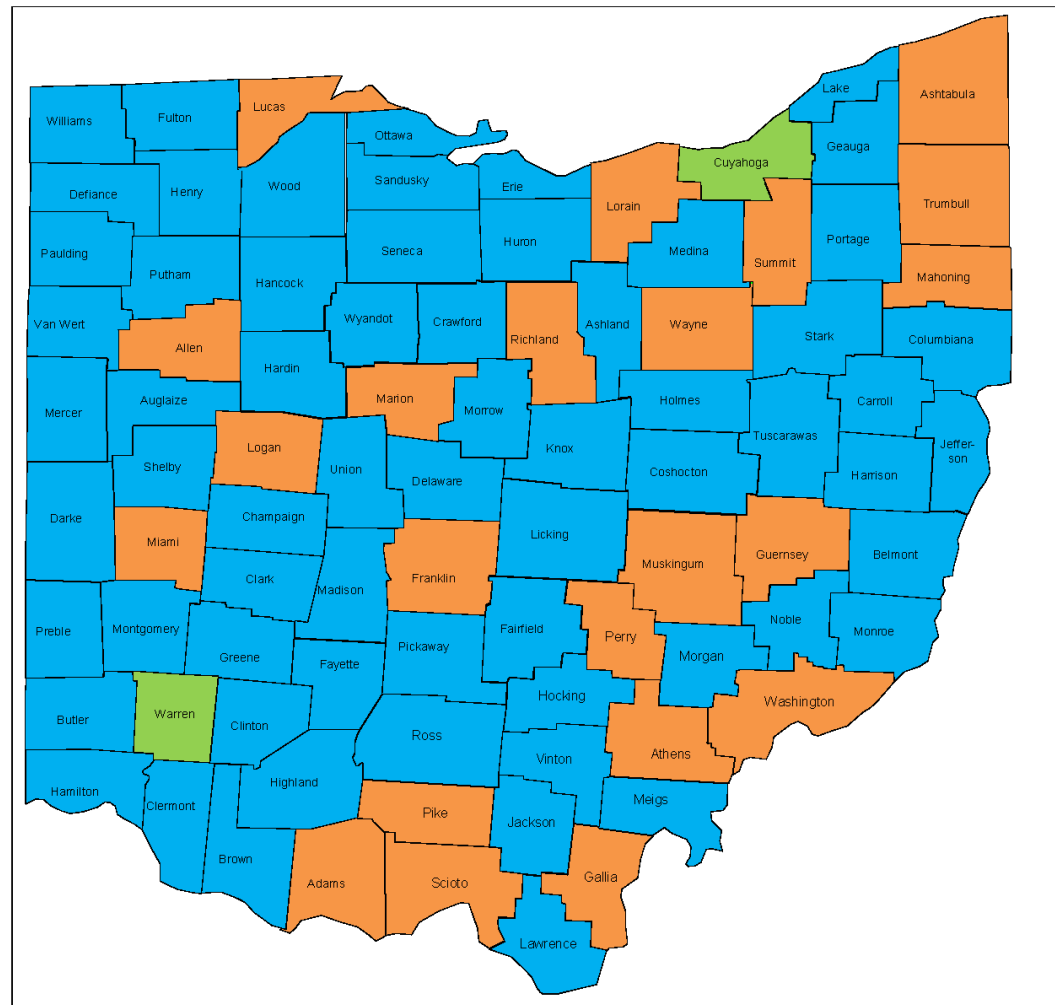 Ashtabula
Lake
Williams
Fulton
Lucas
Ottawa
Geauga
Cuyahoga
Defiance
Henry
Wood
Sandusky
Erie
Lorain
Trumbull
Paulding
Putham
Hancock
Seneca
Huron
Medina
Summit
Portage
Mahoning
Van Wert
Allen
Wyandot
Crawford
Richland
Ashland
Wayne
Stark
Columbiana
Hardin
Mercer
Auglaize
Marion
Morrow
Holmes
Carroll
Logan
Knox
Tuscarawas
Jeffer-
son
Shelby
Union
Delaware
Coshocton
Harrison
Darke
Champaign
Licking
Miami
Clark
Madison
Franklin
Muskingum
Guernsey
Belmont
Preble
Montgomery
Greene
Fayette
Pickaway
Fairfield
Perry
Morgan
Noble
Monroe
Butler
Warren
Clinton
Ross
Hocking
Vinton
Athens
Washington
Hamilton
Clermont
Highland
Pike
Jackson
Meigs
Brown
Adams
Scioto
Gallia
Lawrence